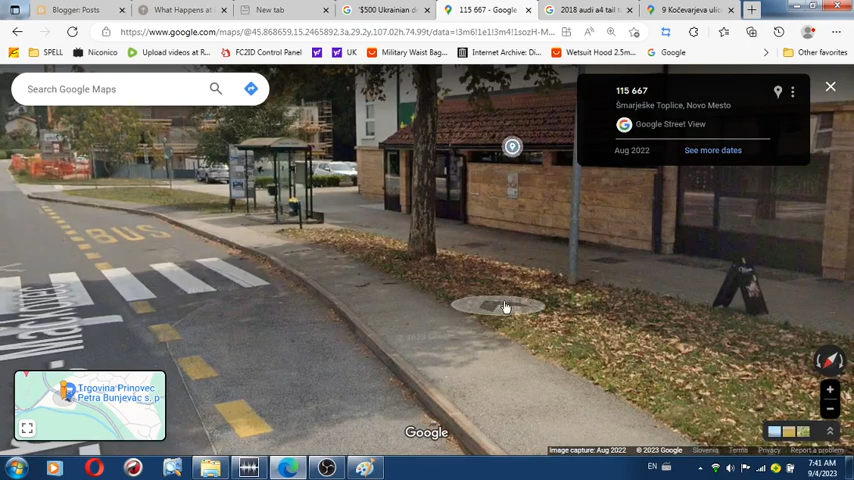 Blogger: Posts
What Happens at
New tab
'$500 Ukrainian d
115 667 - Google
2018 audi a4 tail t
9 Kočevarjeva ulic
https://www.google.com/maps/@45.868659,15.2465892,3a,29.2y,107.02h,74.99t/data=!3m6!1e1!3m4!1sozH-M...
SPELL
Niconico
Upload videos at R...
FC2ID Control Panel
UK
Military Waist Bag...
Internet Archive: Der...
Wetsuit Hood 2.5m...
Google
Other favorites
Search Google Maps
115 667
Šmarješke Toplice, Novo Mesto
Google Street View
Aug 2022
See more dates
BUS
Trgovina Prinovec
Petra Bunjevac s. p
Google
Image capture: Aug 2022
© 2023 Google
Slovenia
Terms
Privacy
Report a problem
EN
7:41 AM
9/4/2023